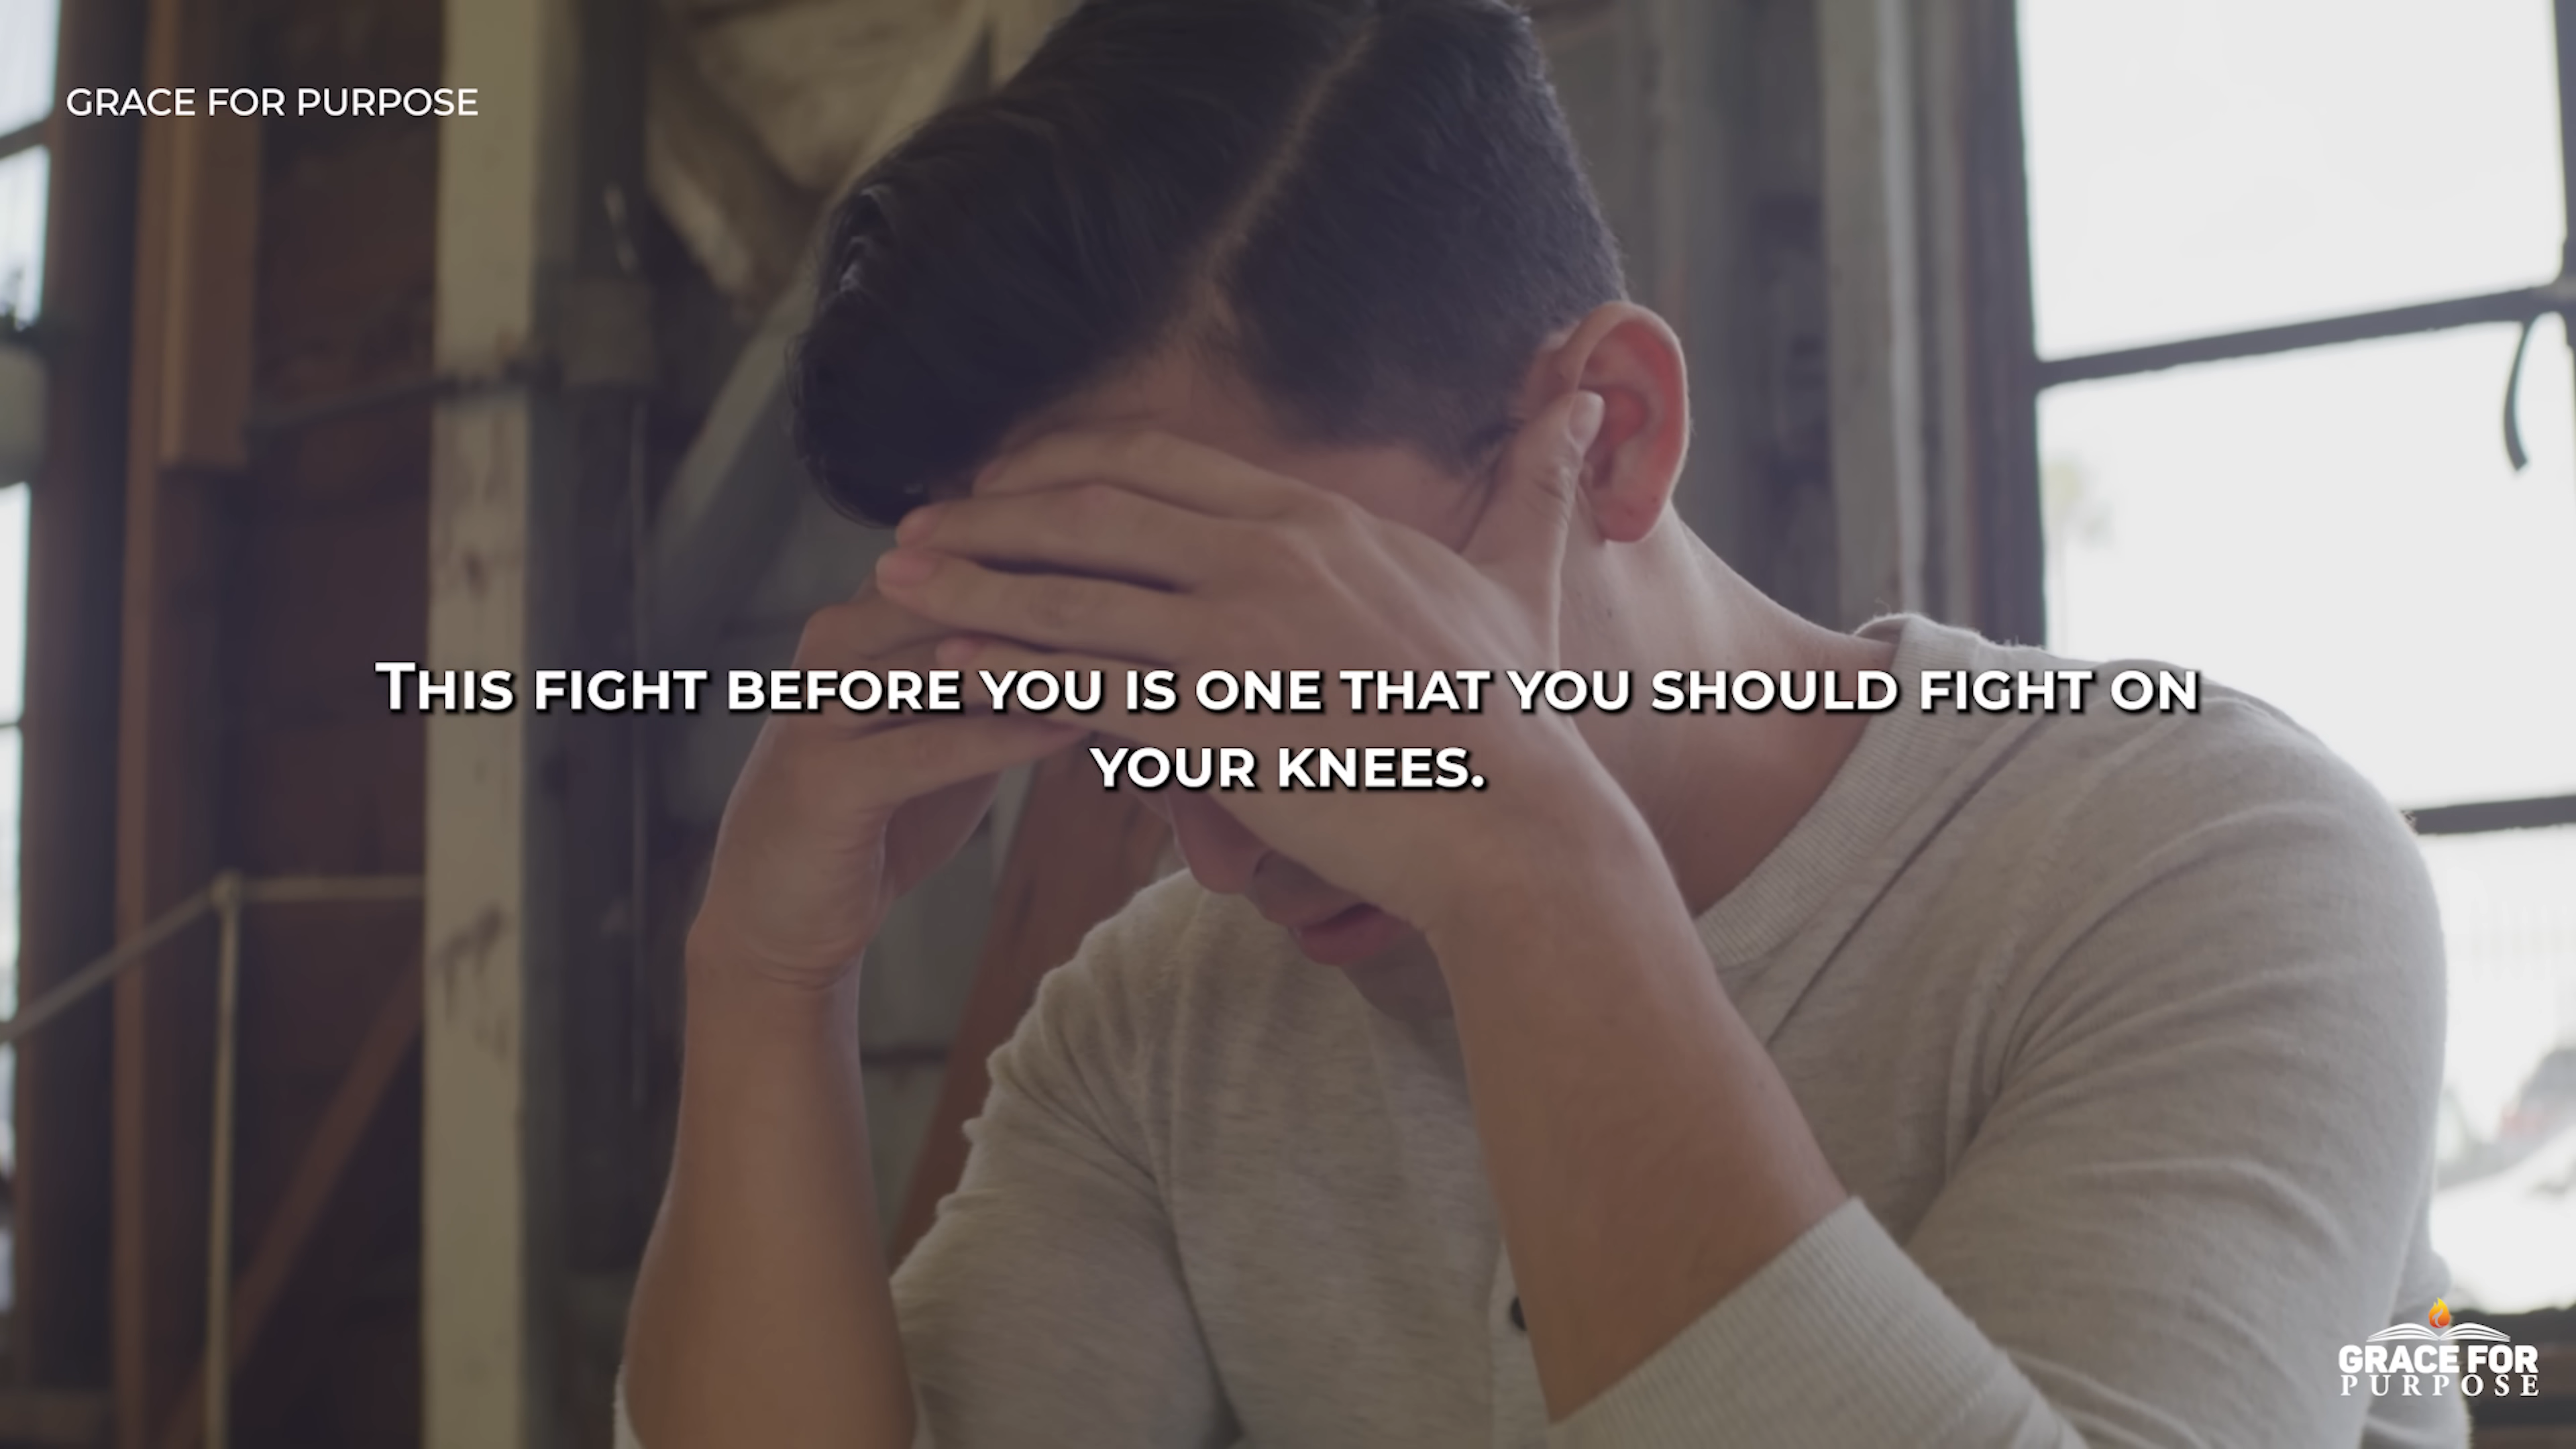 GRACE FOR PURPOSE
THIS FIGHT BEFORE YOU IS ONE THAT YOU SHOULD FIGHT ON
YOUR KNEES.
GRACE FOR
PURPOSE